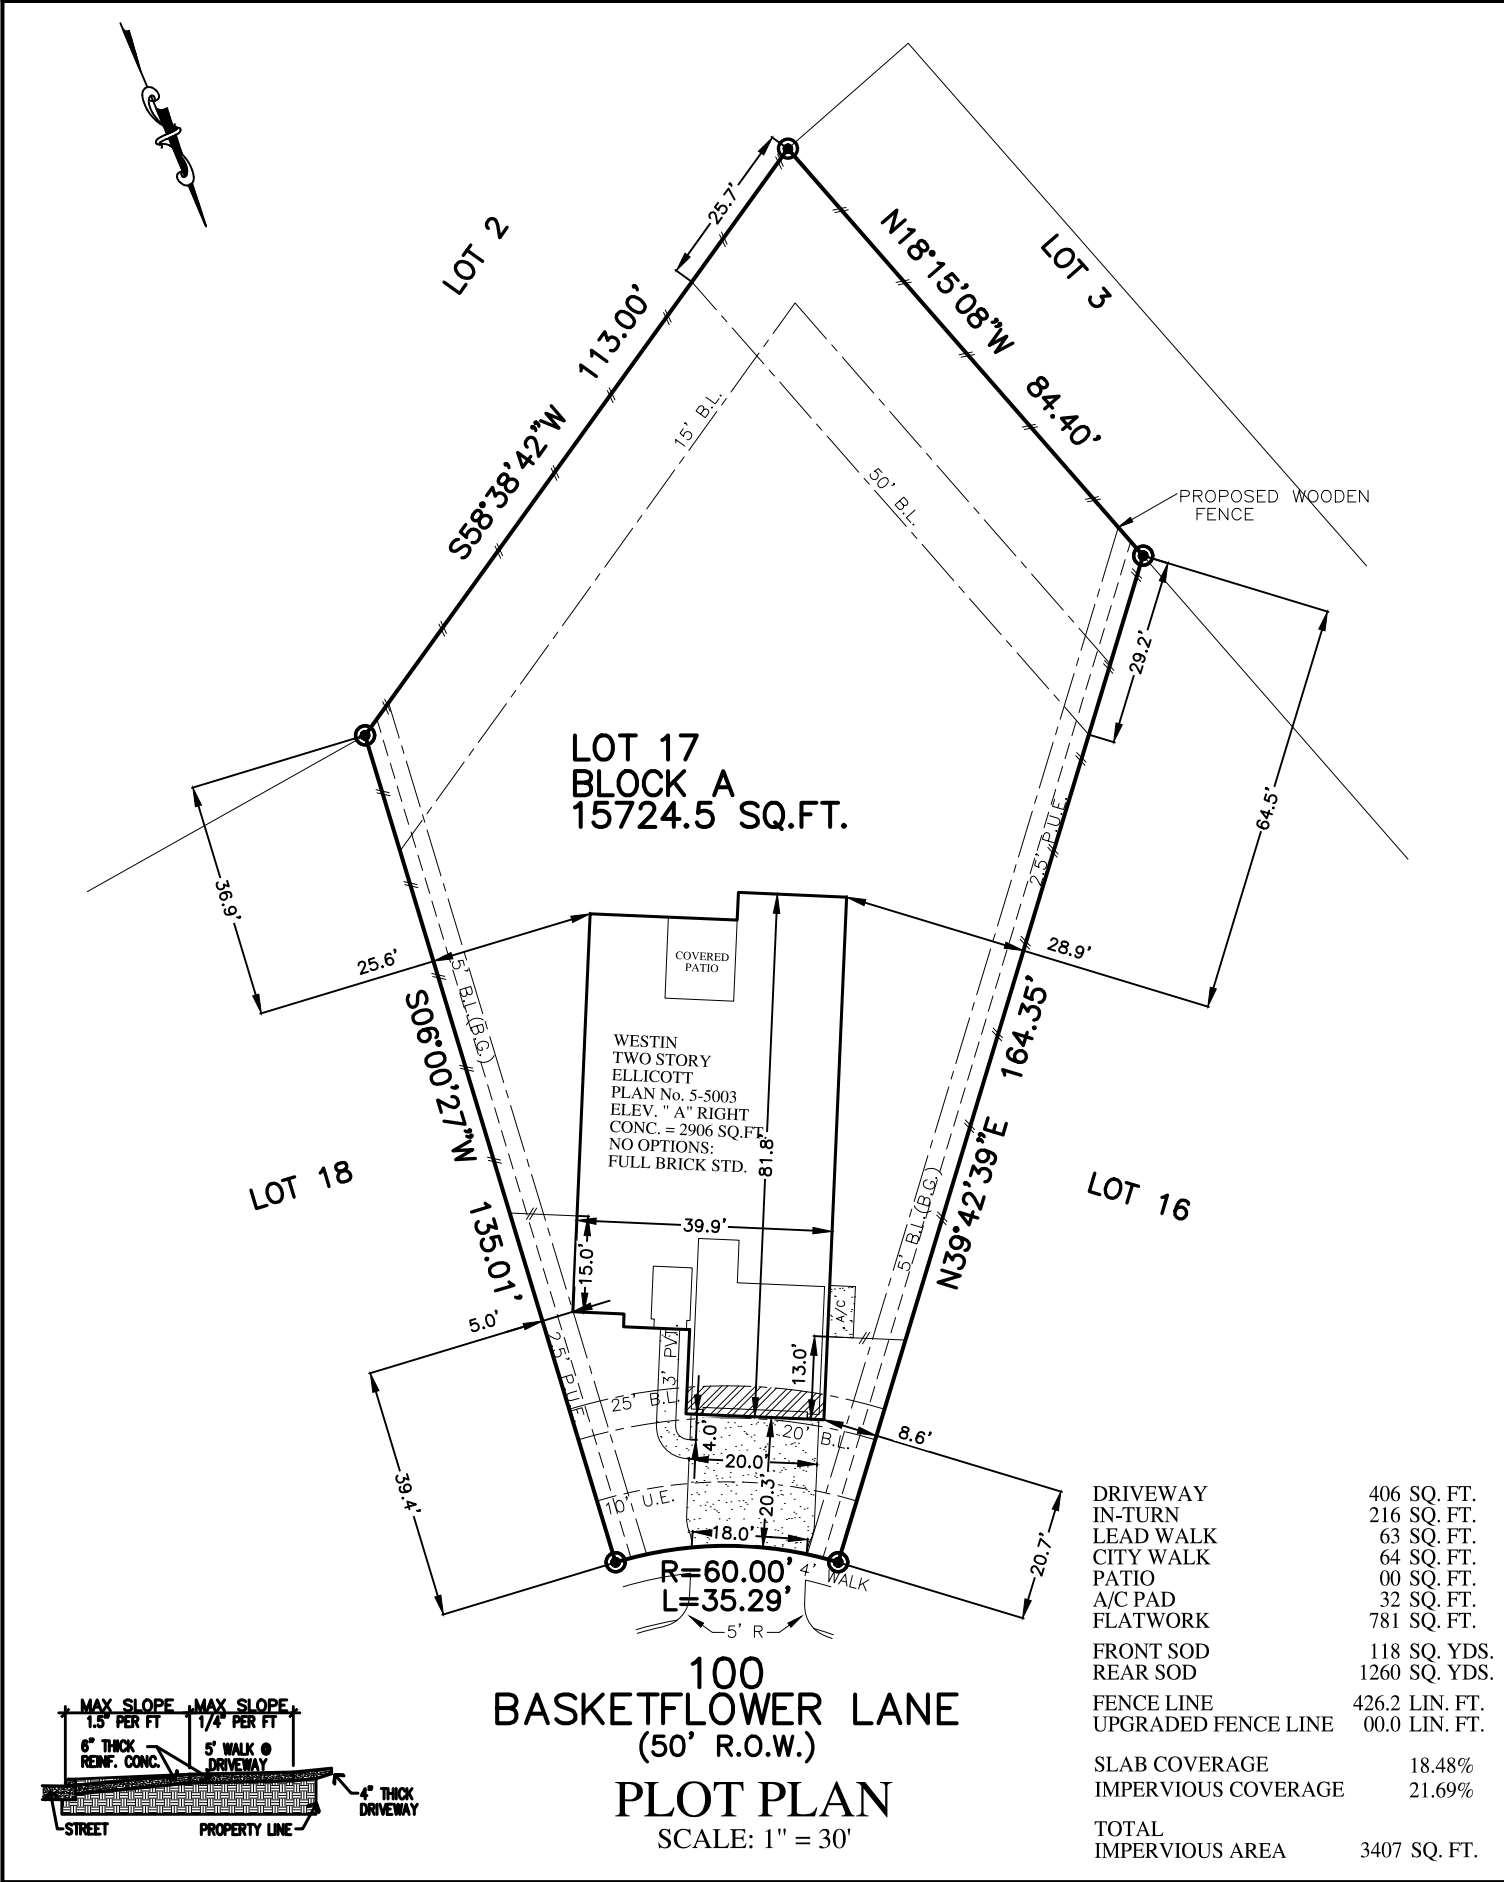 LOT 2
25.7'
N18°15'08"W 84.40'
LOT 3
S58°38'42"W 113.00'
15' B.L.
50' B.L.
PROPOSED WOODEN
FENCE
29.2'
64.5'
LOT 17
BLOCK A
15724.5 SQ.FT.
2.5' P.U.E.
36.9'
25.6'
28.9'
COVERED
PATIO
5' B.L.(B.G.)
S06°00'27"W 135.01'
N39°42'39"E 164.35'
WESTIN
TWO STORY
ELLICOTT
PLAN No. 5-5003
ELEV. " A" RIGHT
CONC. = 2906 SQ.FT.
NO OPTIONS:
FULL BRICK STD.
81.8'
LOT 18
LOT 16
39.9'
15.0'
5' B.L.(B.G.)
A/C
5.0'
2.5' P.U.E.
3' PVT.
13.0'
25' B.L.
20' B.L.
8.6'
4.0'
20.0'
20.3'
39.4'
10' U.E.
18.0'
20.7'
R=60.00'
L=35.29'
4' WALK
5' R
100
BASKETFLOWER LANE
(50' R.O.W.)
PLOT PLAN
SCALE: 1" = 30'
DRIVEWAY 406 SQ. FT.
IN-TURN 216 SQ. FT.
LEAD WALK 63 SQ. FT.
CITY WALK 64 SQ. FT.
PATIO 00 SQ. FT.
A/C PAD 32 SQ. FT.
FLATWORK 781 SQ. FT.
FRONT SOD 118 SQ. YDS.
REAR SOD 1260 SQ. YDS.
FENCE LINE 426.2 LIN. FT.
UPGRADED FENCE LINE 00.0 LIN. FT.
SLAB COVERAGE 18.48%
IMPERVIOUS COVERAGE 21.69%
TOTAL
IMPERVIOUS AREA 3407 SQ. FT.
MAX SLOPE MAX SLOPE
1.5" PER FT 1/4" PER FT
6" THICK
REINF. CONC.
5' WALK @
DRIVEWAY
4" THICK
DRIVEWAY
STREET
PROPERTY LINE